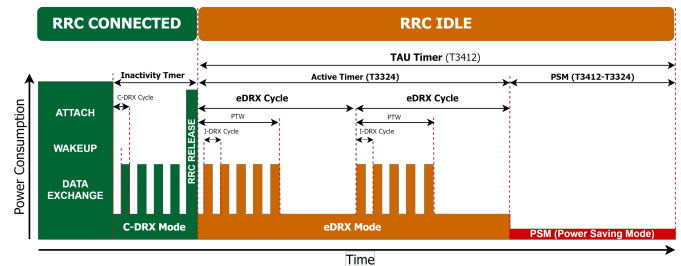 RRC CONNECTED
RRC IDLE
TAU Timer (T3412)
Inactivity Tmer
Active Timer (T3324)
PSM (T3412-T3324)
C-DRX Cycle
eDRX Cycle
eDRX Cycle
PTW
PTW
I-DRX Cycle
I-DRX Cycle
Power Consumption
ATTACH
WAKEUP
DATA
EXCHANGE
RRC RELEASE
C-DRX Mode
eDRX Mode
PSM (Power Saving Mode)
Time